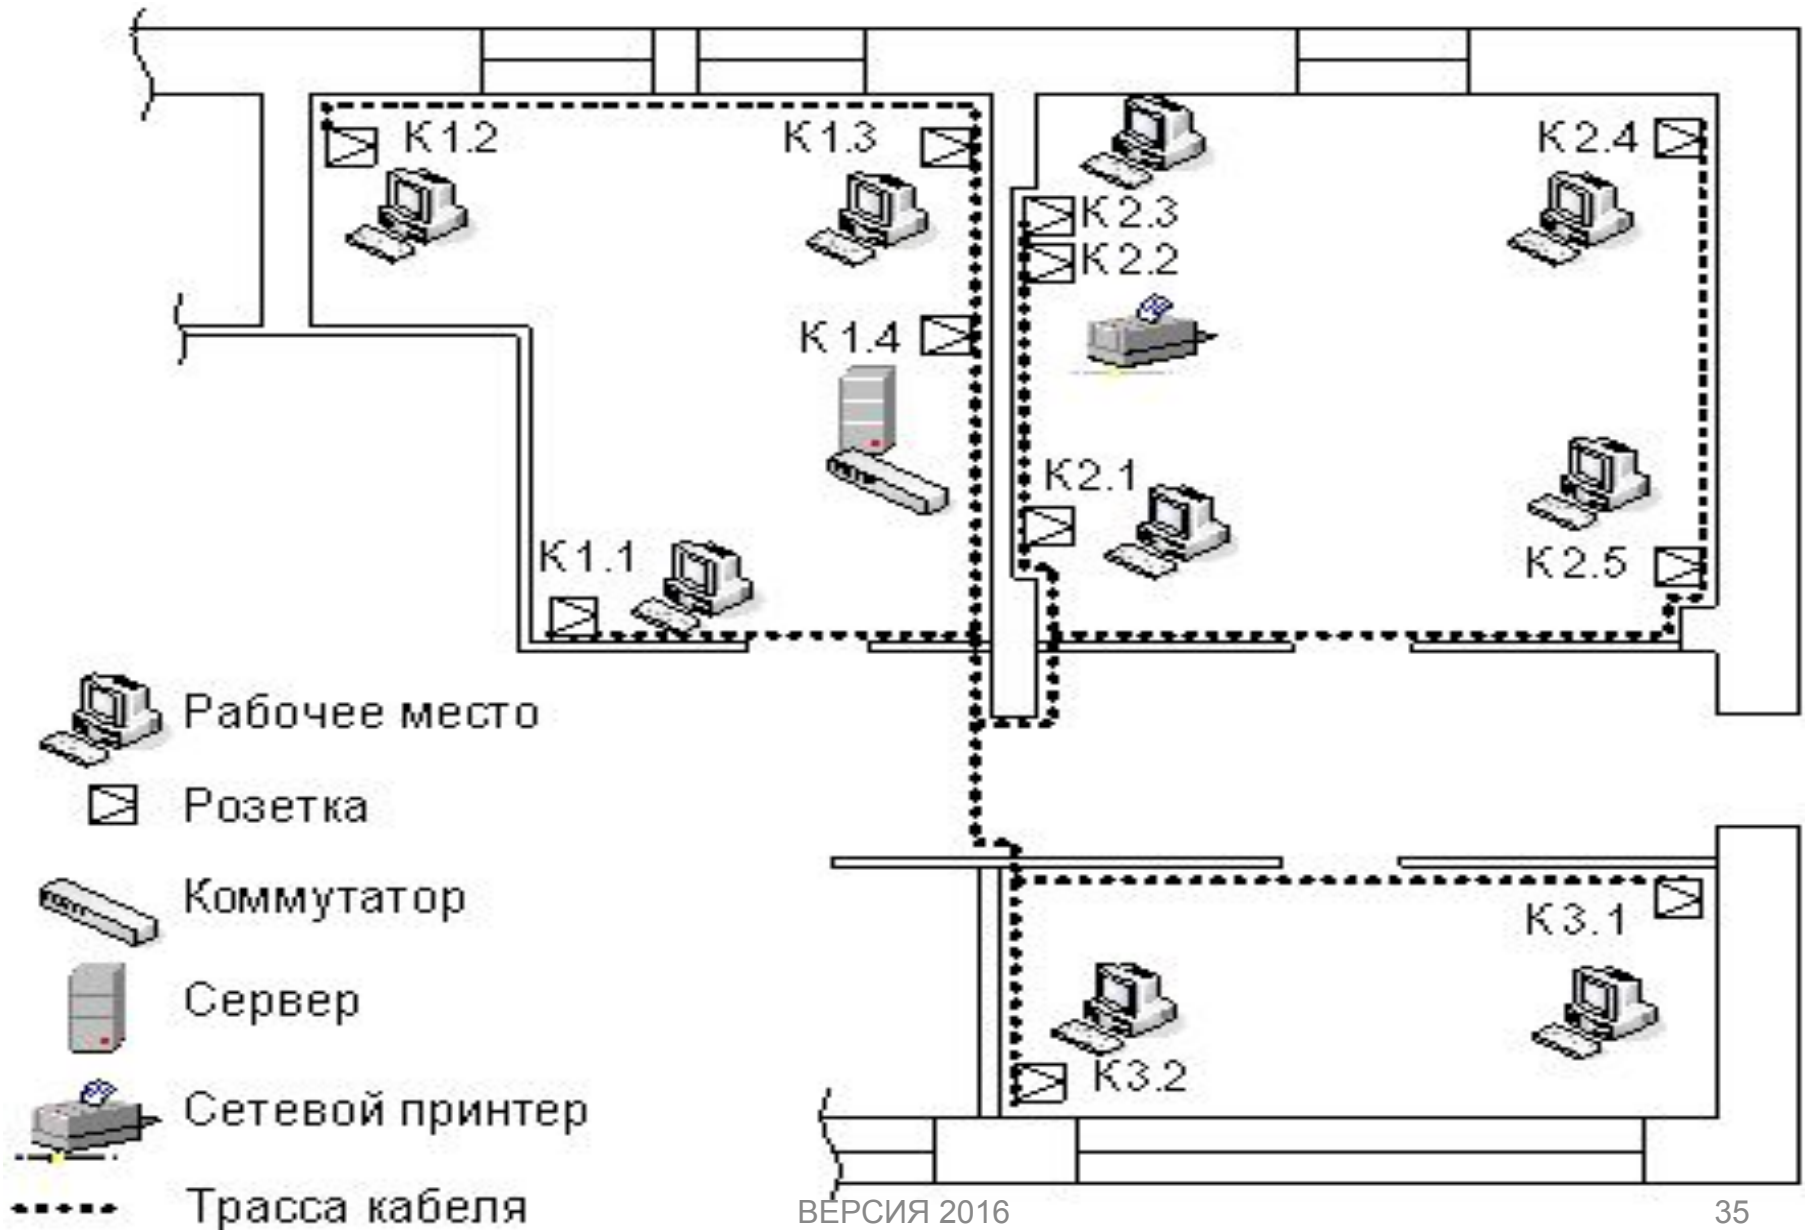 К1.2
К1.3
К2.4
К2.3
К2.2
К1.4
К2.1
К1.1
К2.5
Рабочее место
Розетка
Коммутатор
К3.1
Сервер
К3.2
Сетевой принтер
Трасса кабеля
ВЕРСИЯ 2016
35